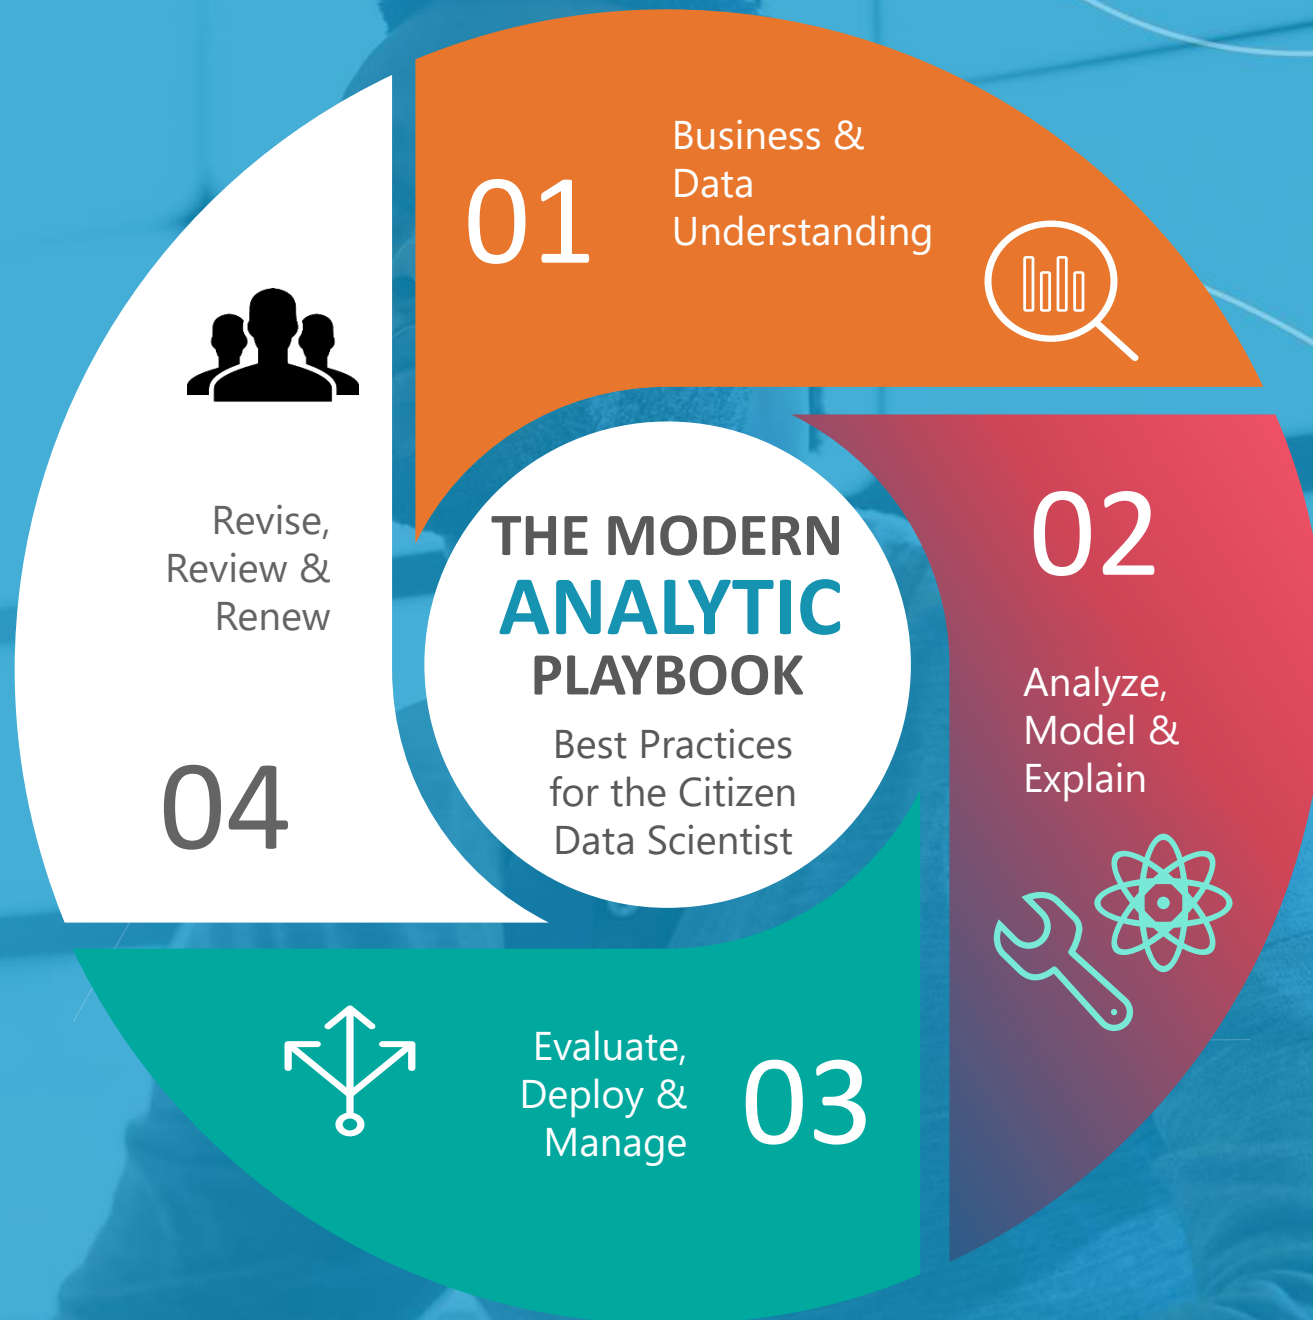 THE MODERN
ANALYTIC
PLAYBOOK
Best Practices
for the Citizen
Data Scientist
01
Business &
Data
Understanding
02
Analyze,
Model &
Explain
03
Evaluate,
Deploy &
Manage
04
Revise,
Review &
Renew